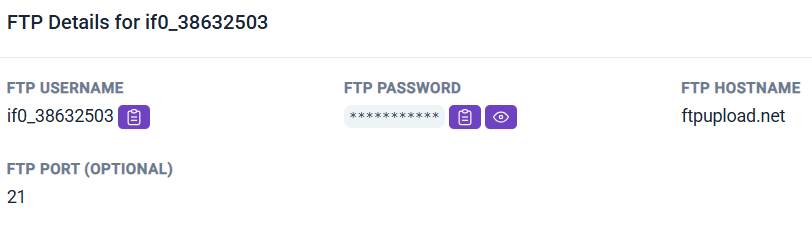 FTP Details for if0_38632503
FTP USERNAME
if0_38632503
FTP PASSWORD
***********
FTP HOSTNAME
ftpupload.net
FTP PORT (OPTIONAL)
21